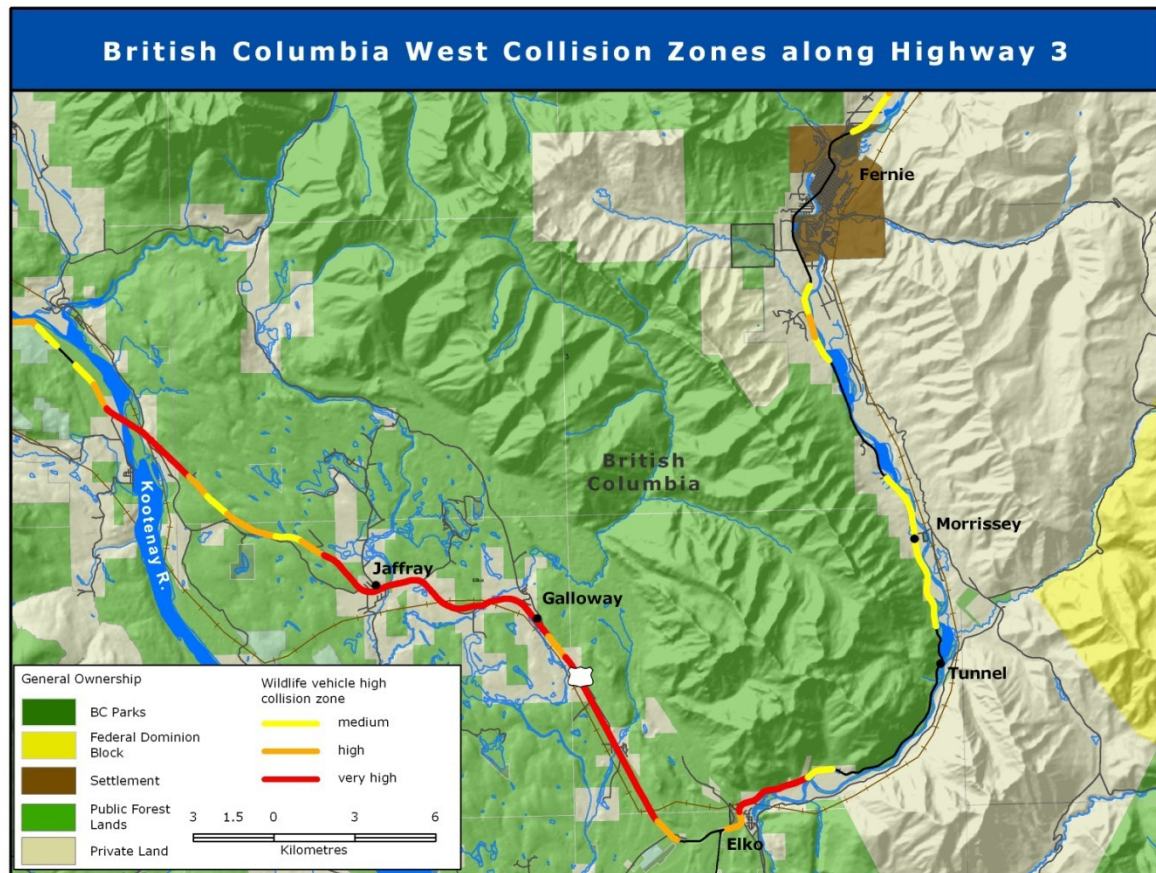 British Columbia West Collision Zones along Highway 3
Fernie
British
Columbia
Morrissey
Kootenay R.
Jaffray
Elko
Galloway
Tunnel
Elko
General Ownership
BC Parks
Federal Dominion
Block
Settlement
Public Forest
Lands
Private Land
Wildlife vehicle high
collision zone
medium
high
very high
3 1.5 0 3 6
Kilometres